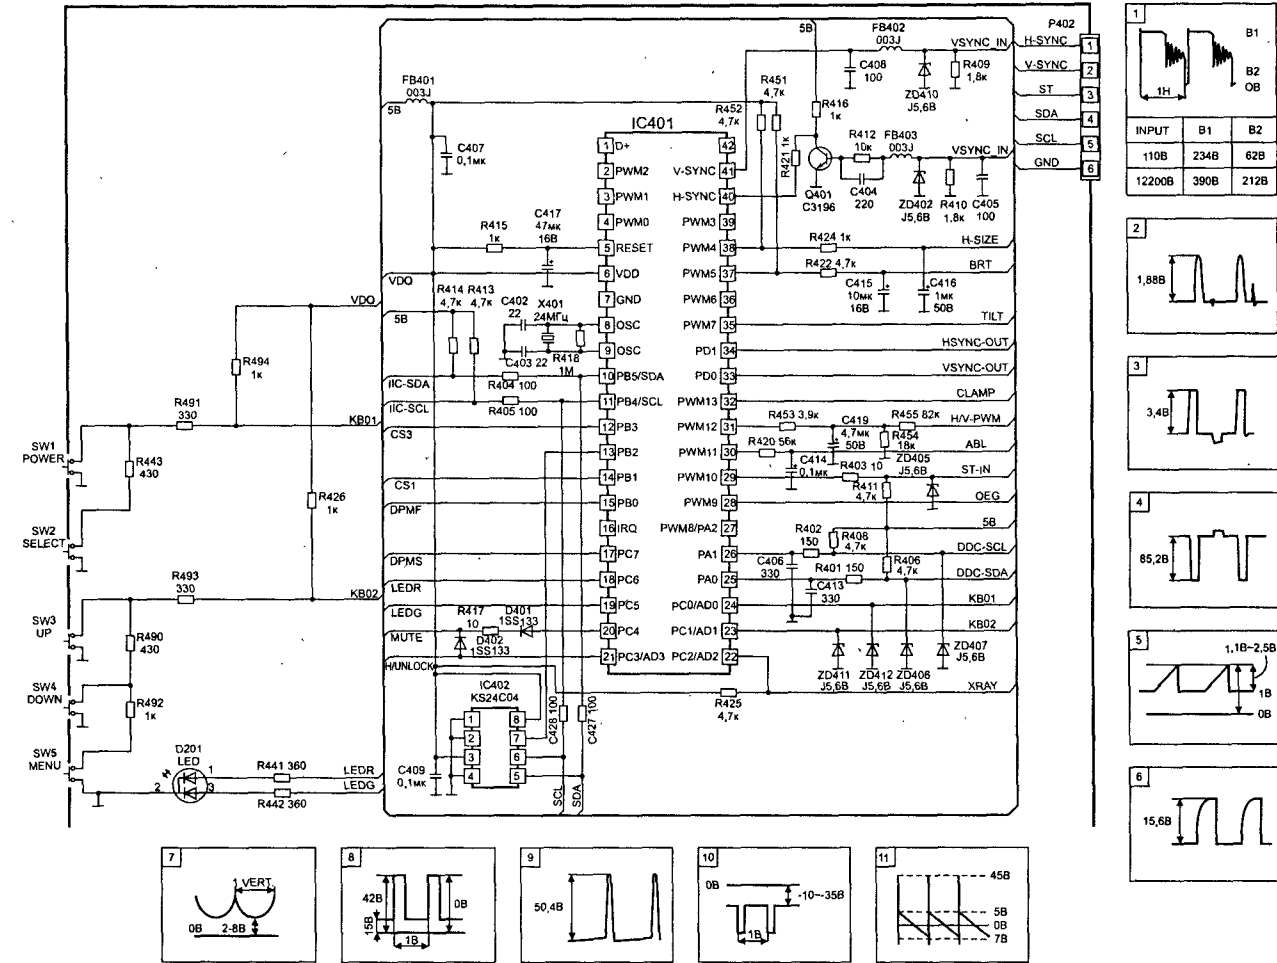 P402
H-SYNC 1
V-SYNC 2
ST 3
SDA 4
SCL 5
GND 6
5В
FB402
003J
VSYNC_IN
C408
100
ZD410
J5,6В
R409
1,8к
FB401
003J
5В
R451
4,7к
R452
4,7к
R416
1к
C407
0,1мк
IC401
R421 1к
R412
10к
FB403
003J
VSYNC_IN
C404
220
Q401
C3196
ZD402
J5,6В
R410
1,8к
C405
100
1 D+
2 PWM2
3 PWM1
4 PWM0
5 RESET
6 VDD
7 GND
8 OSC
9 OSC
10 PB5/SDA
11 PB4/SCL
12 PB3
13 PB2
14 PB1
15 PB0
16 IRQ
17 PC7
18 PC6
19 PC5
20 PC4
21 PC3/AD3
42
V-SYNC 41
H-SYNC 40
PWM3 39
PWM4 38
PWM5 37
PWM6 36
PWM7 35
PD1 34
PD0 33
PWM13 32
PWM12 31
PWM11 30
PWM10 29
PWM9 28
PWM8/PA2 27
PA1 26
PA0 25
PC0/AD0 24
PC1/AD1 23
PC2/AD2 22
R415
1к
C417
47мк
16В
R424 1к
H-SIZE
R422 4,7к
BRT
C415
10мк
16В
C416
1мк
50В
VDD
VDO
5В
R414
4,7к
R413
4,7к
C402
22
X401
24МГц
C403 22
R418
1М
TILT
HSYNC-OUT
VSYNC-OUT
CLAMP
IIC-SDA
R404 100
IIC-SCL
R405 100
R494
1к
R491
330
KB01
CS3
R453 3,9к
C419
4,7мк
50В
R455 82к
H/V-PWM
R454
18к
R420 56к
ABL
C414
0,1мк
R403 10
ZD405
J5,6В
ST-IN
R411
4,7к
OEG
SW1
POWER
R443
430
R426
1к
CS1
DPMF
SW2
SELECT
5В
R402
150
R408
4,7к
DDC-SCL
C406
330
R401 150
R406
4,7к
DDC-SDA
C413
330
DPMS
R493
330
KB02
LEDR
LEDG
KB01
KB02
SW3
UP
R490
430
R417
10
D401
1SS133
MUTE
D402
1SS133
H/UNLOCK
ZD411
J5,6В
ZD412
J5,6В
ZD406
J5,6В
ZD407
J5,6В
XRAY
R425
4,7к
SW4
DOWN
R492
1к
IC402
KS24C04
1 8
2 7
3 6
4 5
C428 100
C427 100
SCL
SDA
C409
0,1мк
SW5
MENU
D201
LED
1
2
3
R441 360
LEDR
LEDG
R442 360
1
B1
B2
0В
1H
INPUT B1 B2
110В 234В 62В
12200В 390В 212В
2
1,88В
3
3,4В
4
85,2В
5
1,1В~2,5В
1В
0В
6
15,6В
7
1 VERT.
0В
2-8В
8
42В
15В
0В
1В
9
50,4В
10
0В
-10~-35В
1В
11
45В
5В
0В
7В